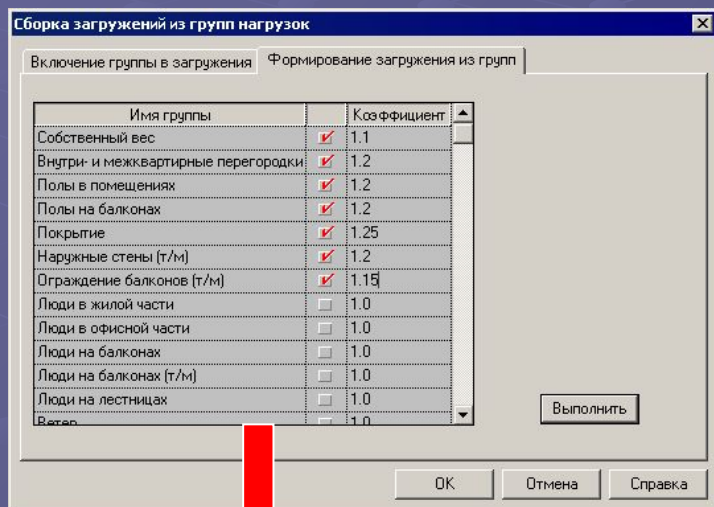 Сборка загружений из групп нагрузок
Включение группы в загружения Формирование загружения из групп
Имя группы Коэффициент
Собственный вес 1.1
Внутри- и межквартирные перегородки 1.2
Полы в помещениях 1.2
Полы на балконах 1.2
Покрытие 1.25
Наружные стены (т/м) 1.2
Ограждение балконов (т/м) 1.15
Люди в жилой части 1.0
Люди в офисной части 1.0
Люди на балконах 1.0
Люди на балконах (т/м) 1.0
Люди на лестницах 1.0
Ветер 1.0
Выполнить
OK Отмена Справка